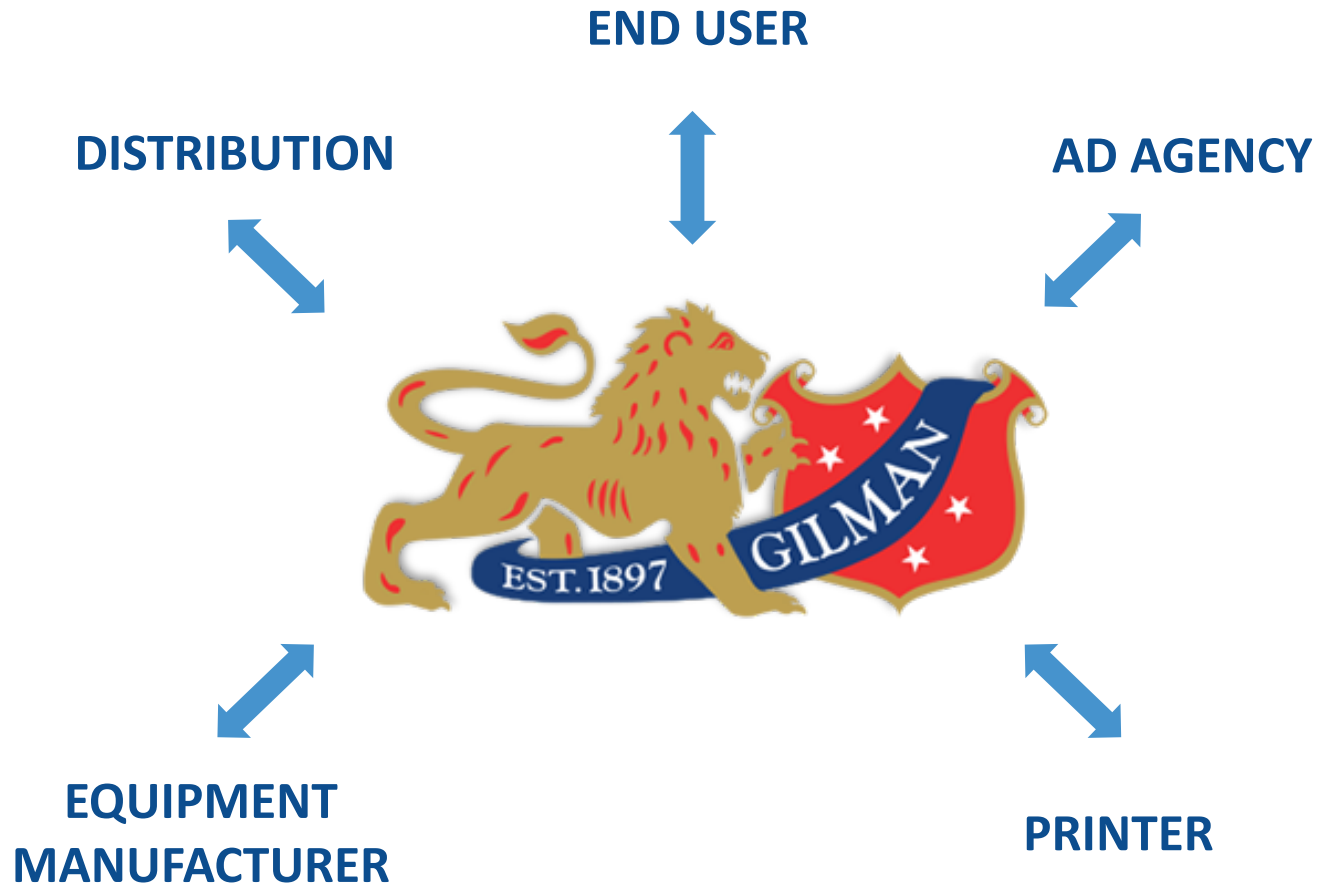 END USER
DISTRIBUTION
AD AGENCY
GILMAN
EST. 1897
EQUIPMENT
MANUFACTURER
PRINTER